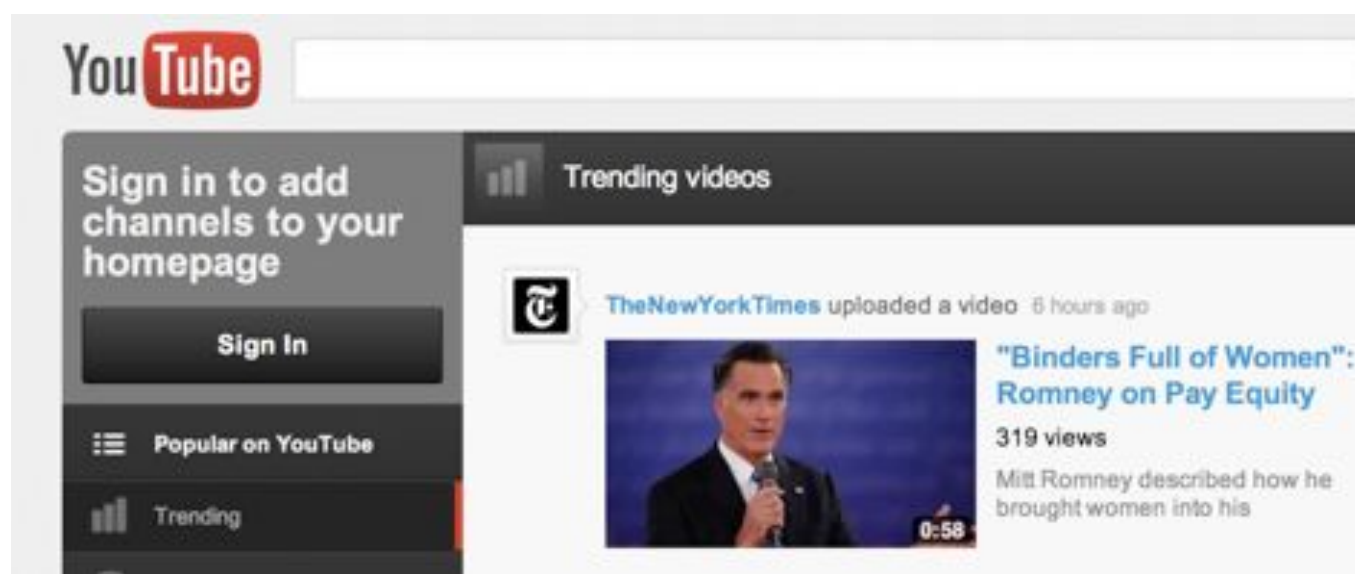 YouTube
Sign in to add
channels to your
homepage
Sign In
Popular on YouTube
Trending
Trending videos
TheNewYorkTimes uploaded a video 6 hours ago
"Binders Full of Women":
Romney on Pay Equity
319 views
Mitt Romney described how he
brought women into his
0:58